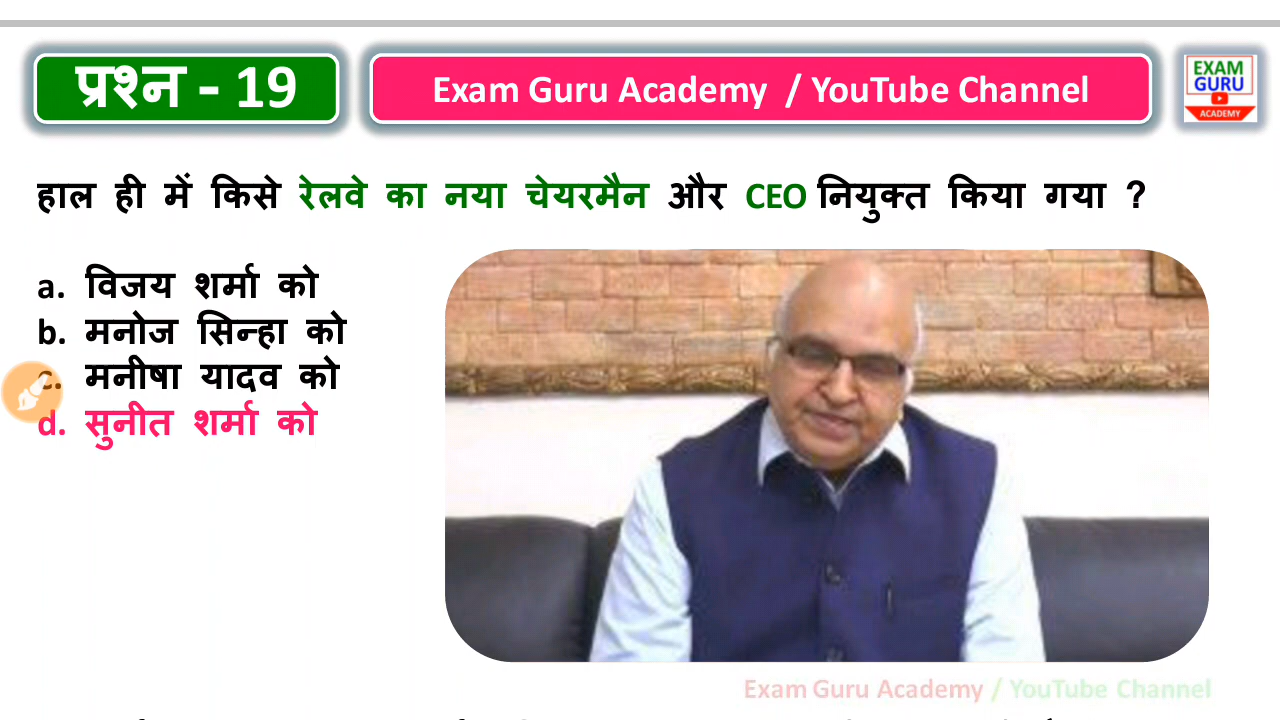 प्रश्न - 19
Exam Guru Academy / YouTube Channel
EXAM
GURU
ACADEMY
हाल ही में किसे रेलवे का नया चेयरमैन और CEO नियुक्त किया गया ?
a. विजय शर्मा को
b. मनोज सिन्हा को
c. मनीषा यादव को
d. सुनीत शर्मा को
Exam Guru Academy / YouTube Channel